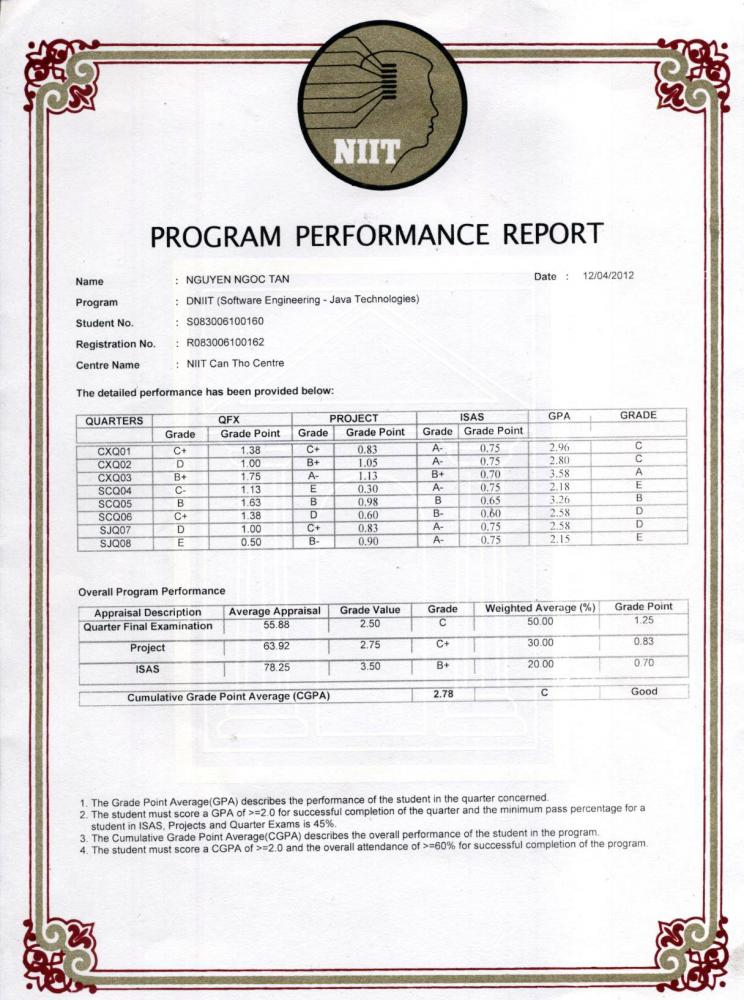 NIIT
PROGRAM PERFORMANCE REPORT
Name : NGUYEN NGOC TAN Date : 12/04/2012
Program : DNIIT (Software Engineering - Java Technologies)
Student No. : S083006100160
Registration No. : R083006100162
Centre Name : NIIT Can Tho Centre
The detailed performance has been provided below:
QUARTERS QFX PROJECT ISAS GPA GRADE
Grade Grade Point Grade Grade Point Grade Grade Point
CXQ01 C+ 1.38 C+ 0.83 A- 0.75 2.96 C
CXQ02 D 1.00 B+ 1.05 A- 0.75 2.80 C
CXQ03 B+ 1.75 A- 1.13 B+ 0.70 3.58 A
SCQ04 C- 1.13 E 0.30 A- 0.75 2.18 E
SCQ05 B 1.63 B 0.98 B 0.65 3.26 B
SCQ06 C+ 1.38 D 0.60 B- 0.60 2.58 D
SJQ07 D 1.00 C+ 0.83 A- 0.75 2.58 D
SJQ08 E 0.50 B- 0.90 A- 0.75 2.15 E
Overall Program Performance
Appraisal Description Average Appraisal Grade Value Grade Weighted Average (%) Grade Point
Quarter Final Examination 55.88 2.50 C 50.00 1.25
Project 63.92 2.75 C+ 30.00 0.83
ISAS 78.25 3.50 B+ 20.00 0.70
Cumulative Grade Point Average (CGPA) 2.78 C Good
1. The Grade Point Average(GPA) describes the performance of the student in the quarter concerned.
2. The student must score a GPA of >=2.0 for successful completion of the quarter and the minimum pass percentage for a
student in ISAS, Projects and Quarter Exams is 45%.
3. The Cumulative Grade Point Average(CGPA) describes the overall performance of the student in the program.
4. The student must score a CGPA of >=2.0 and the overall attendance of >=60% for successful completion of the program.